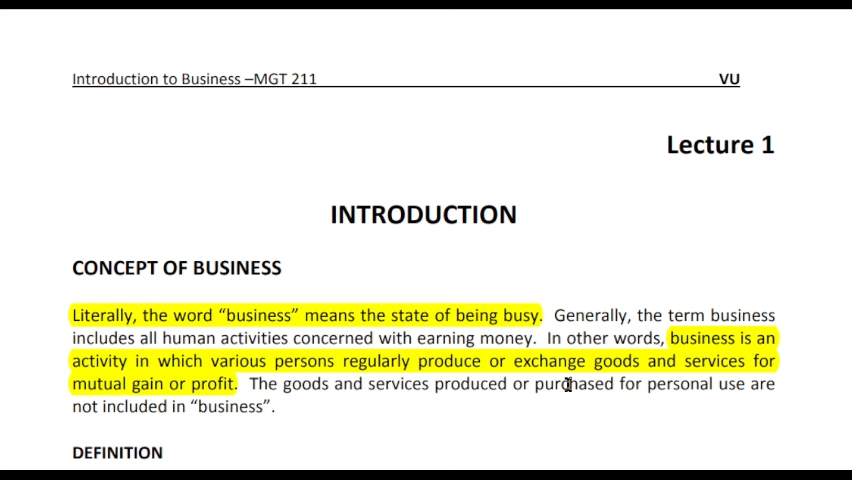 Introduction to Business –MGT 211 VU
Lecture 1
INTRODUCTION
CONCEPT OF BUSINESS
Literally, the word “business” means the state of being busy. Generally, the term business
includes all human activities concerned with earning money. In other words, business is an
activity in which various persons regularly produce or exchange goods and services for
mutual gain or profit. The goods and services produced or purchased for personal use are
not included in “business”.
DEFINITION